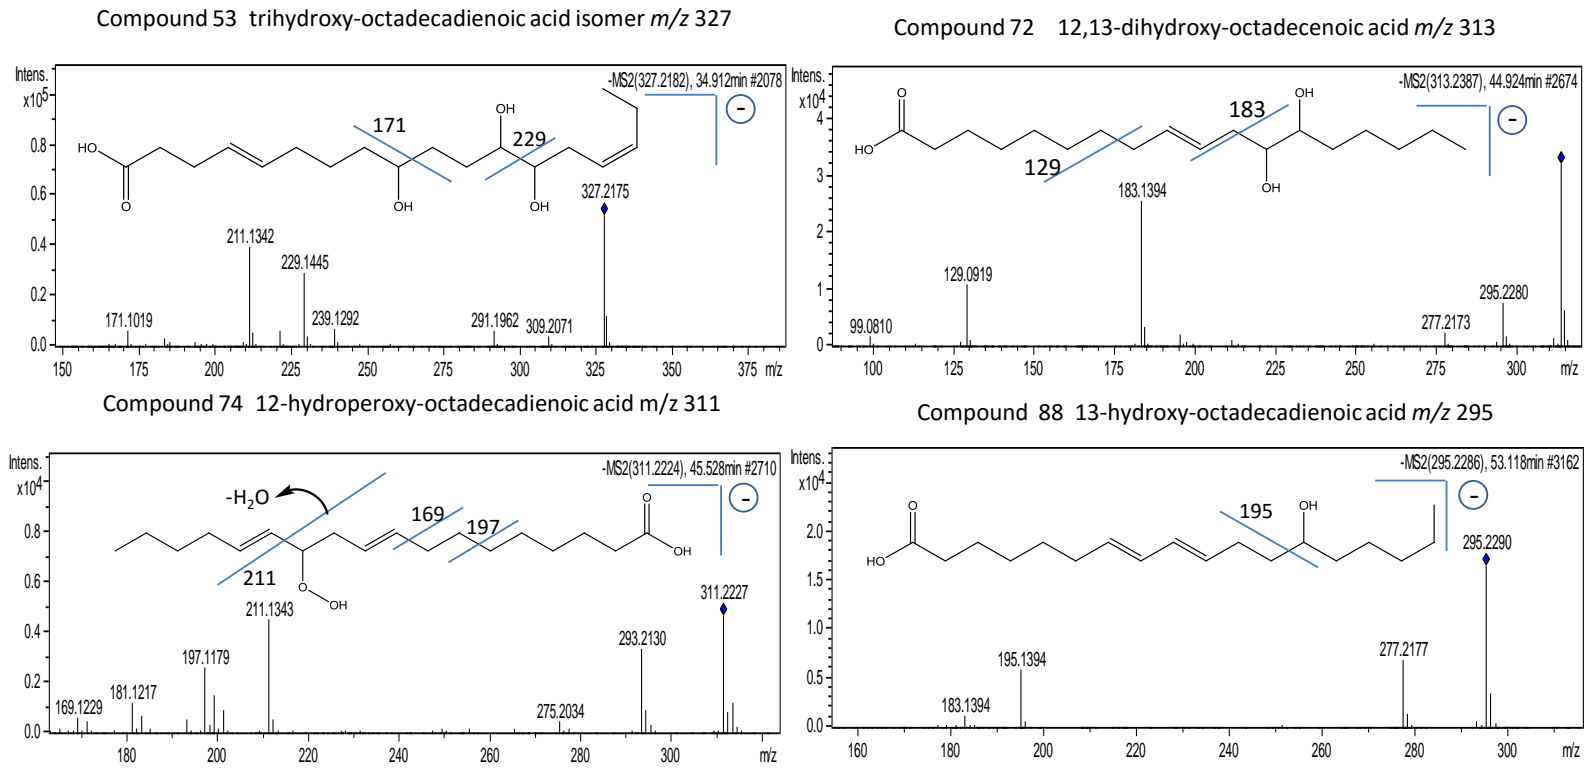 Compound 53 trihydroxy-octadecadienoic acid isomer m/z 327
Intens.
x10⁵
-MS2(327.2182), 34.912min #2078
-
0.8
0.6
0.4
0.2
0.0
HO
O
171
OH
OH
229
OH
327.2175
211.1342
229.1445
171.1019
239.1292
291.1962
309.2071
150 175 200 225 250 275 300 325 350 375 m/z
Compound 72 12,13-dihydroxy-octadecenoic acid m/z 313
Intens.
x10⁴
-MS2(313.2387), 44.924min #2674
-
4
3
2
1
0
O
HO
129
183
OH
OH
183.1394
129.0919
99.0810
277.2173
295.2280
100 125 150 175 200 225 250 275 300 m/z
Compound 74 12-hydroperoxy-octadecadienoic acid m/z 311
Intens.
x10⁴
-MS2(311.2224), 45.528min #2710
-
0.8
0.6
0.4
0.2
0.0
-H₂O
211
O
OH
169
197
O
OH
311.2227
211.1343
293.2130
197.1179
181.1217
169.1229
275.2034
180 200 220 240 260 280 300 m/z
Compound 88 13-hydroxy-octadecadienoic acid m/z 295
Intens.
x10⁴
-MS2(295.2286), 53.118min #3162
-
2.0
1.5
1.0
0.5
0.0
O
HO
195
OH
295.2290
195.1394
183.1394
277.2177
160 180 200 220 240 260 280 300 m/z